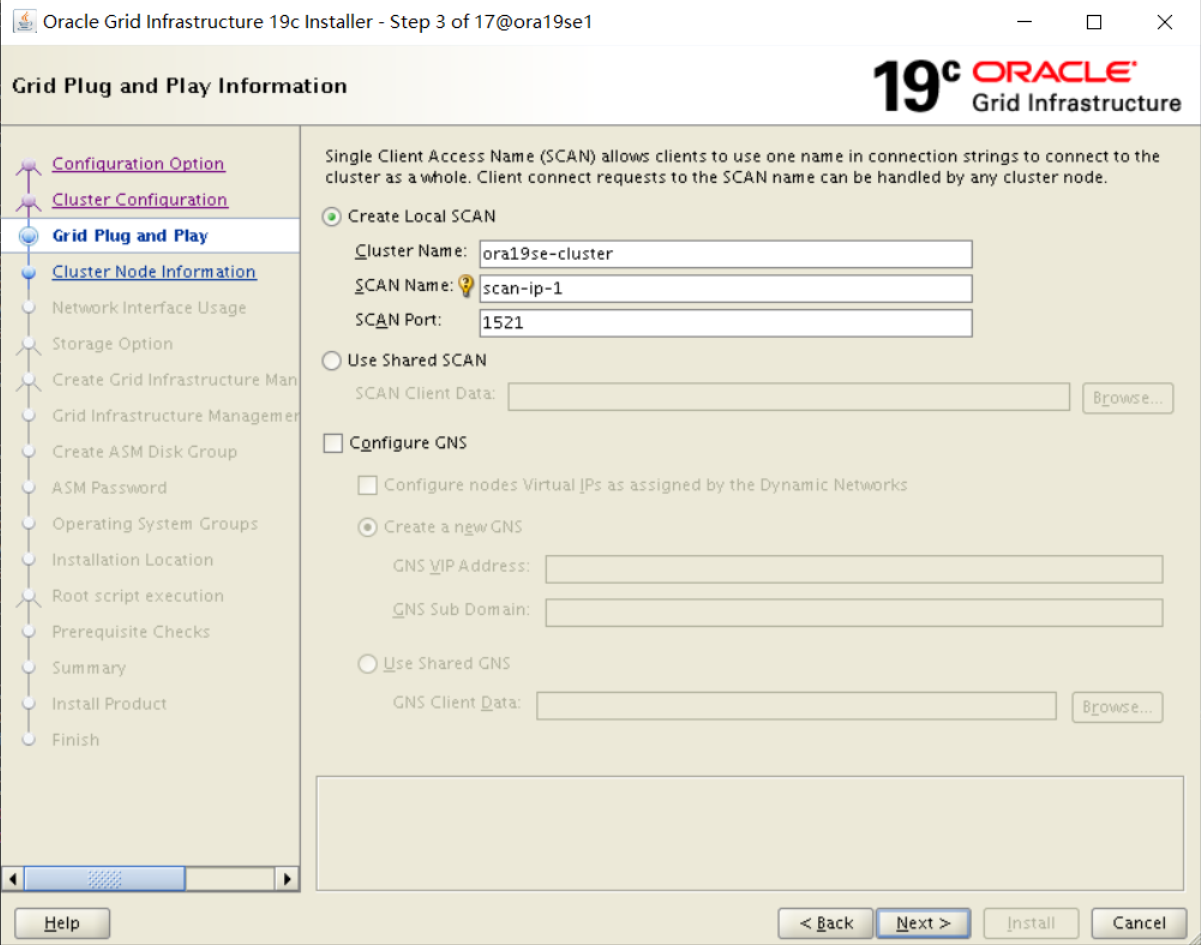 Oracle Grid Infrastructure 19c Installer - Step 3 of 17@ora19se1
Grid Plug and Play Information
19c ORACLE
Grid Infrastructure
Configuration Option
Cluster Configuration
Grid Plug and Play
Cluster Node Information
Network Interface Usage
Storage Option
Create Grid Infrastructure Man
Grid Infrastructure Managemer
Create ASM Disk Group
ASM Password
Operating System Groups
Installation Location
Root script execution
Prerequisite Checks
Summary
Install Product
Finish
Single Client Access Name (SCAN) allows clients to use one name in connection strings to connect to the
cluster as a whole. Client connect requests to the SCAN name can be handled by any cluster node.
Create Local SCAN
Cluster Name: ora19se-cluster
SCAN Name: scan-ip-1
SCAN Port: 1521
Use Shared SCAN
SCAN Client Data: Browse...
Configure GNS
Configure nodes Virtual IPs as assigned by the Dynamic Networks
Create a new GNS
GNS VIP Address:
GNS Sub Domain:
Use Shared GNS
GNS Client Data: Browse...
Help < Back Next > Install Cancel